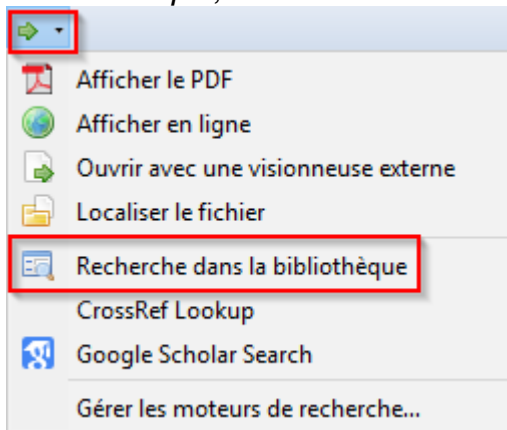 Afficher le PDF
Afficher en ligne
Ouvrir avec une visionneuse externe
Localiser le fichier
Recherche dans la bibliothèque
CrossRef Lookup
Google Scholar Search
Gérer les moteurs de recherche...